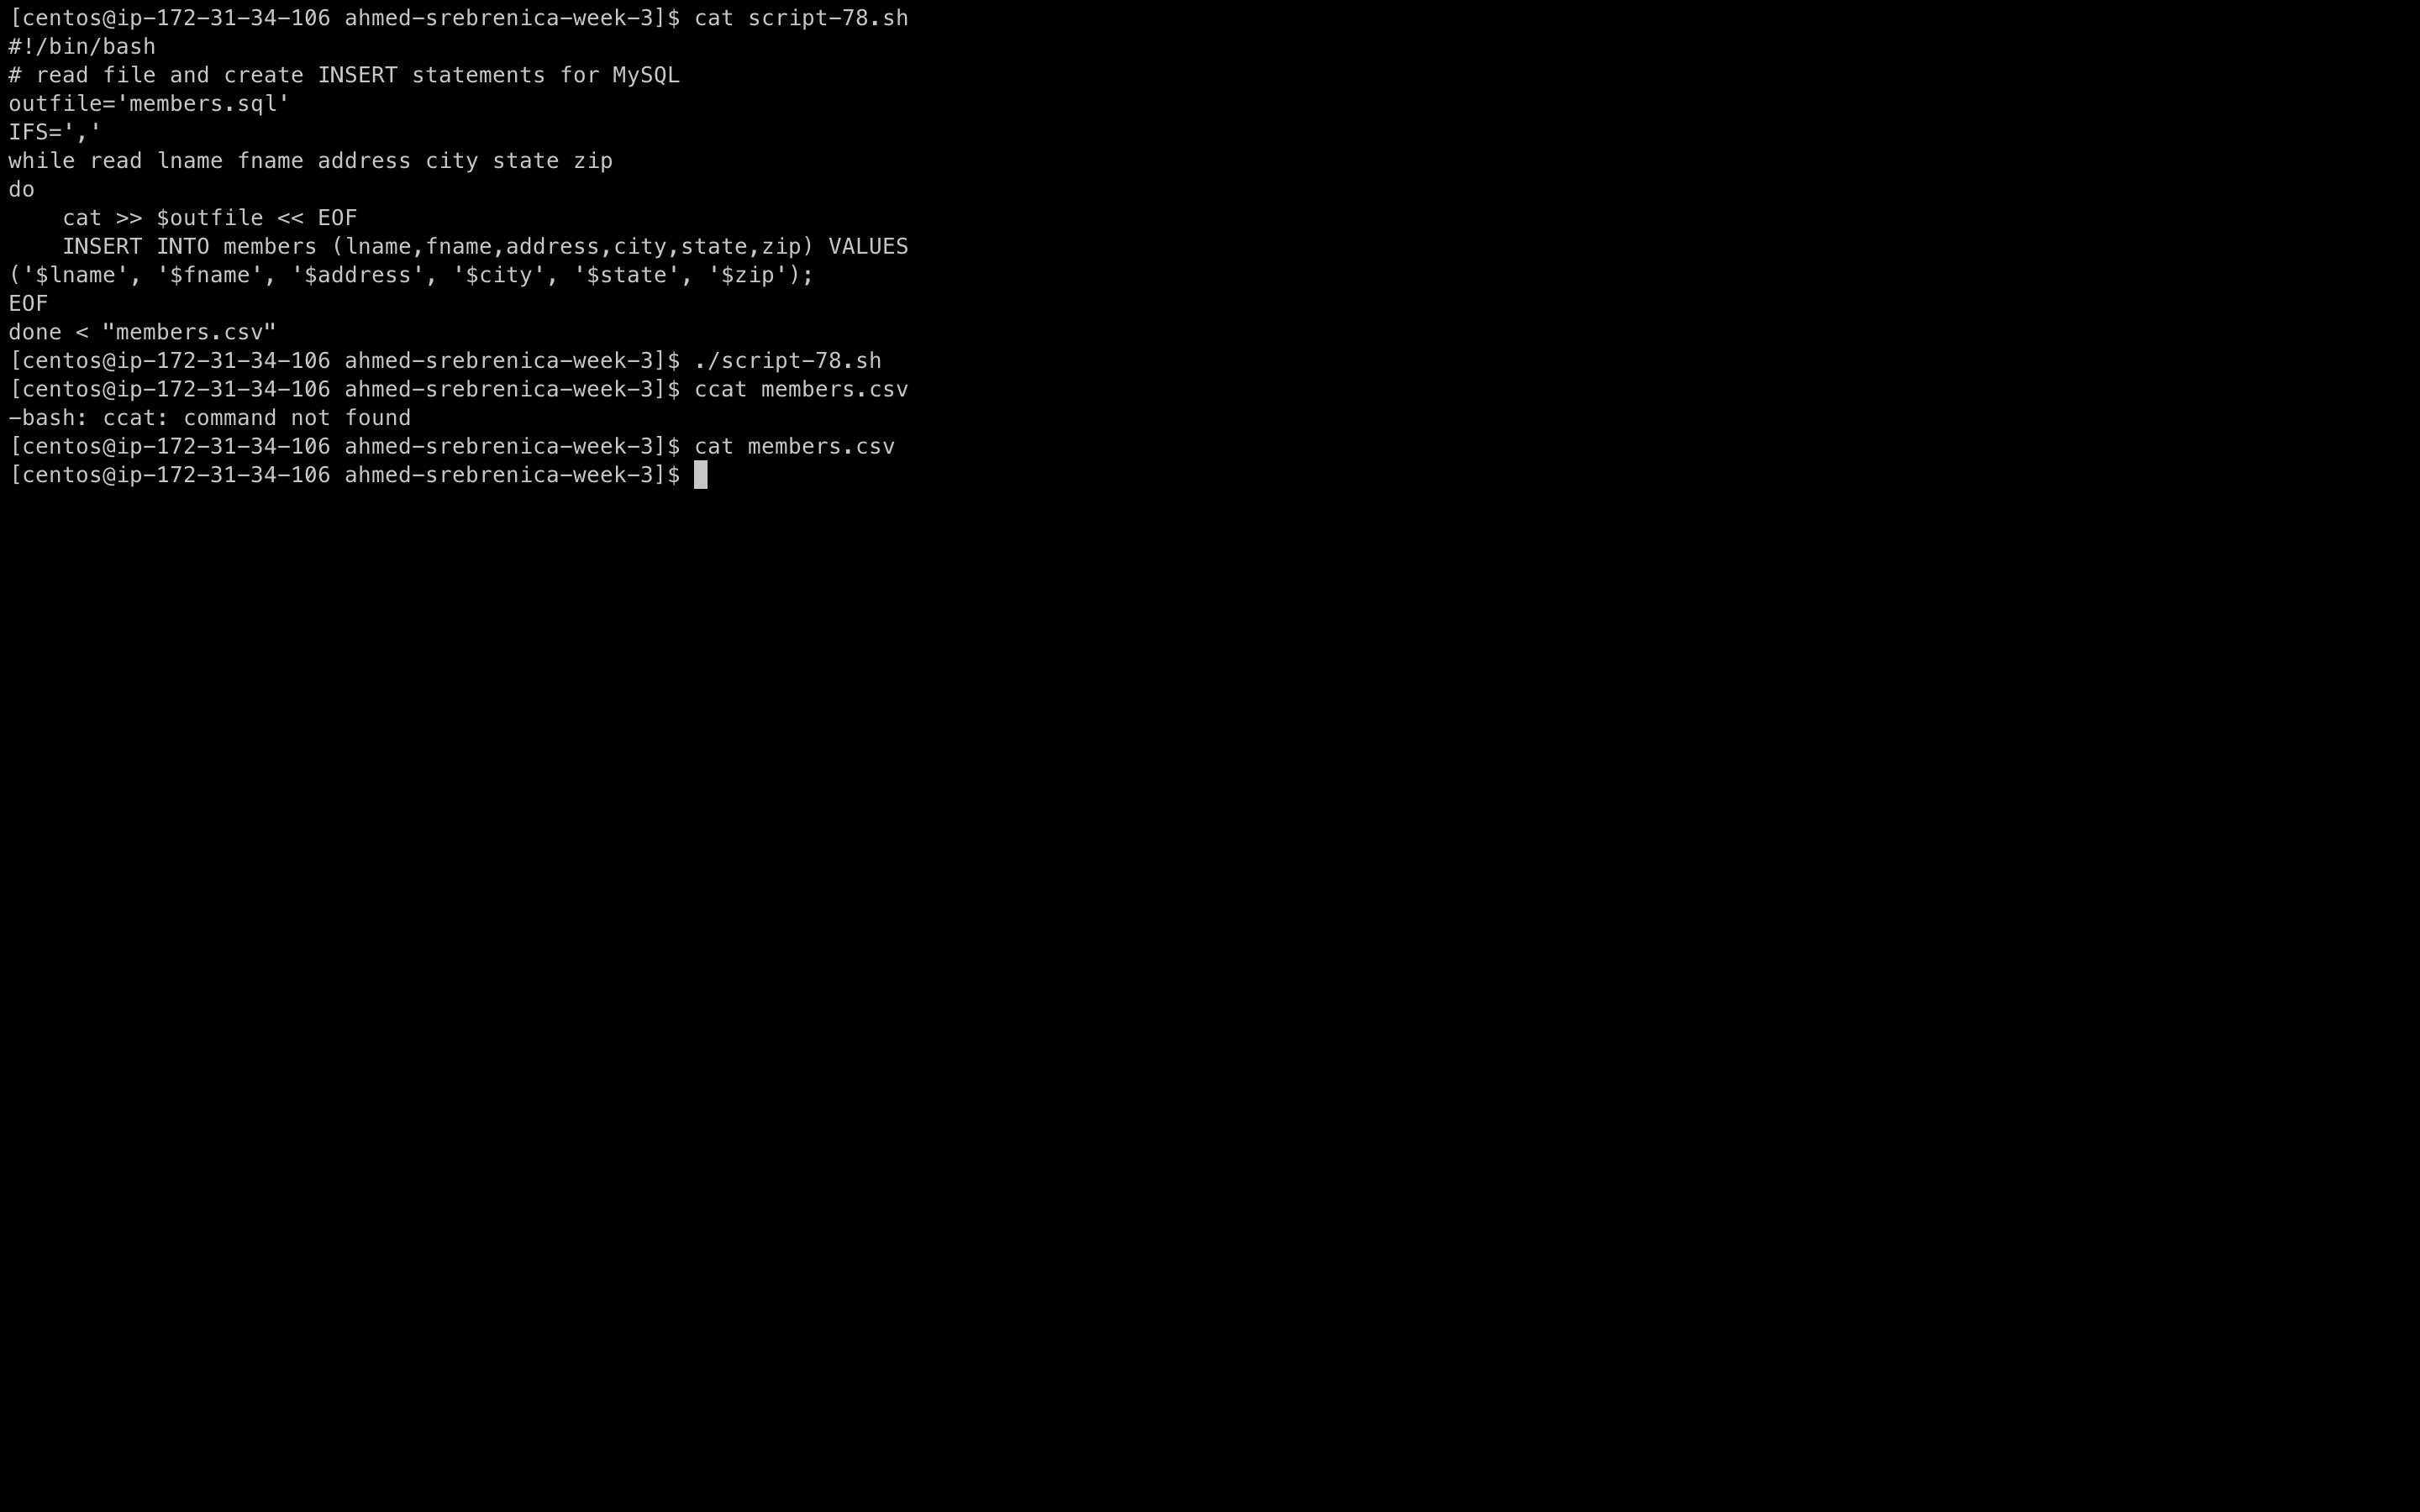 [centos@ip-172-31-34-106 ahmed-srebrenica-week-3]$ cat script-78.sh
#!/bin/bash
# read file and create INSERT statements for MySQL
outfile='members.sql'
IFS=','
while read lname fname address city state zip
do
    cat >> $outfile << EOF
    INSERT INTO members (lname,fname,address,city,state,zip) VALUES
('$lname', '$fname', '$address', '$city', '$state', '$zip');
EOF
done < "members.csv"
[centos@ip-172-31-34-106 ahmed-srebrenica-week-3]$ ./script-78.sh
[centos@ip-172-31-34-106 ahmed-srebrenica-week-3]$ ccat members.csv
-bash: ccat: command not found
[centos@ip-172-31-34-106 ahmed-srebrenica-week-3]$ cat members.csv
[centos@ip-172-31-34-106 ahmed-srebrenica-week-3]$